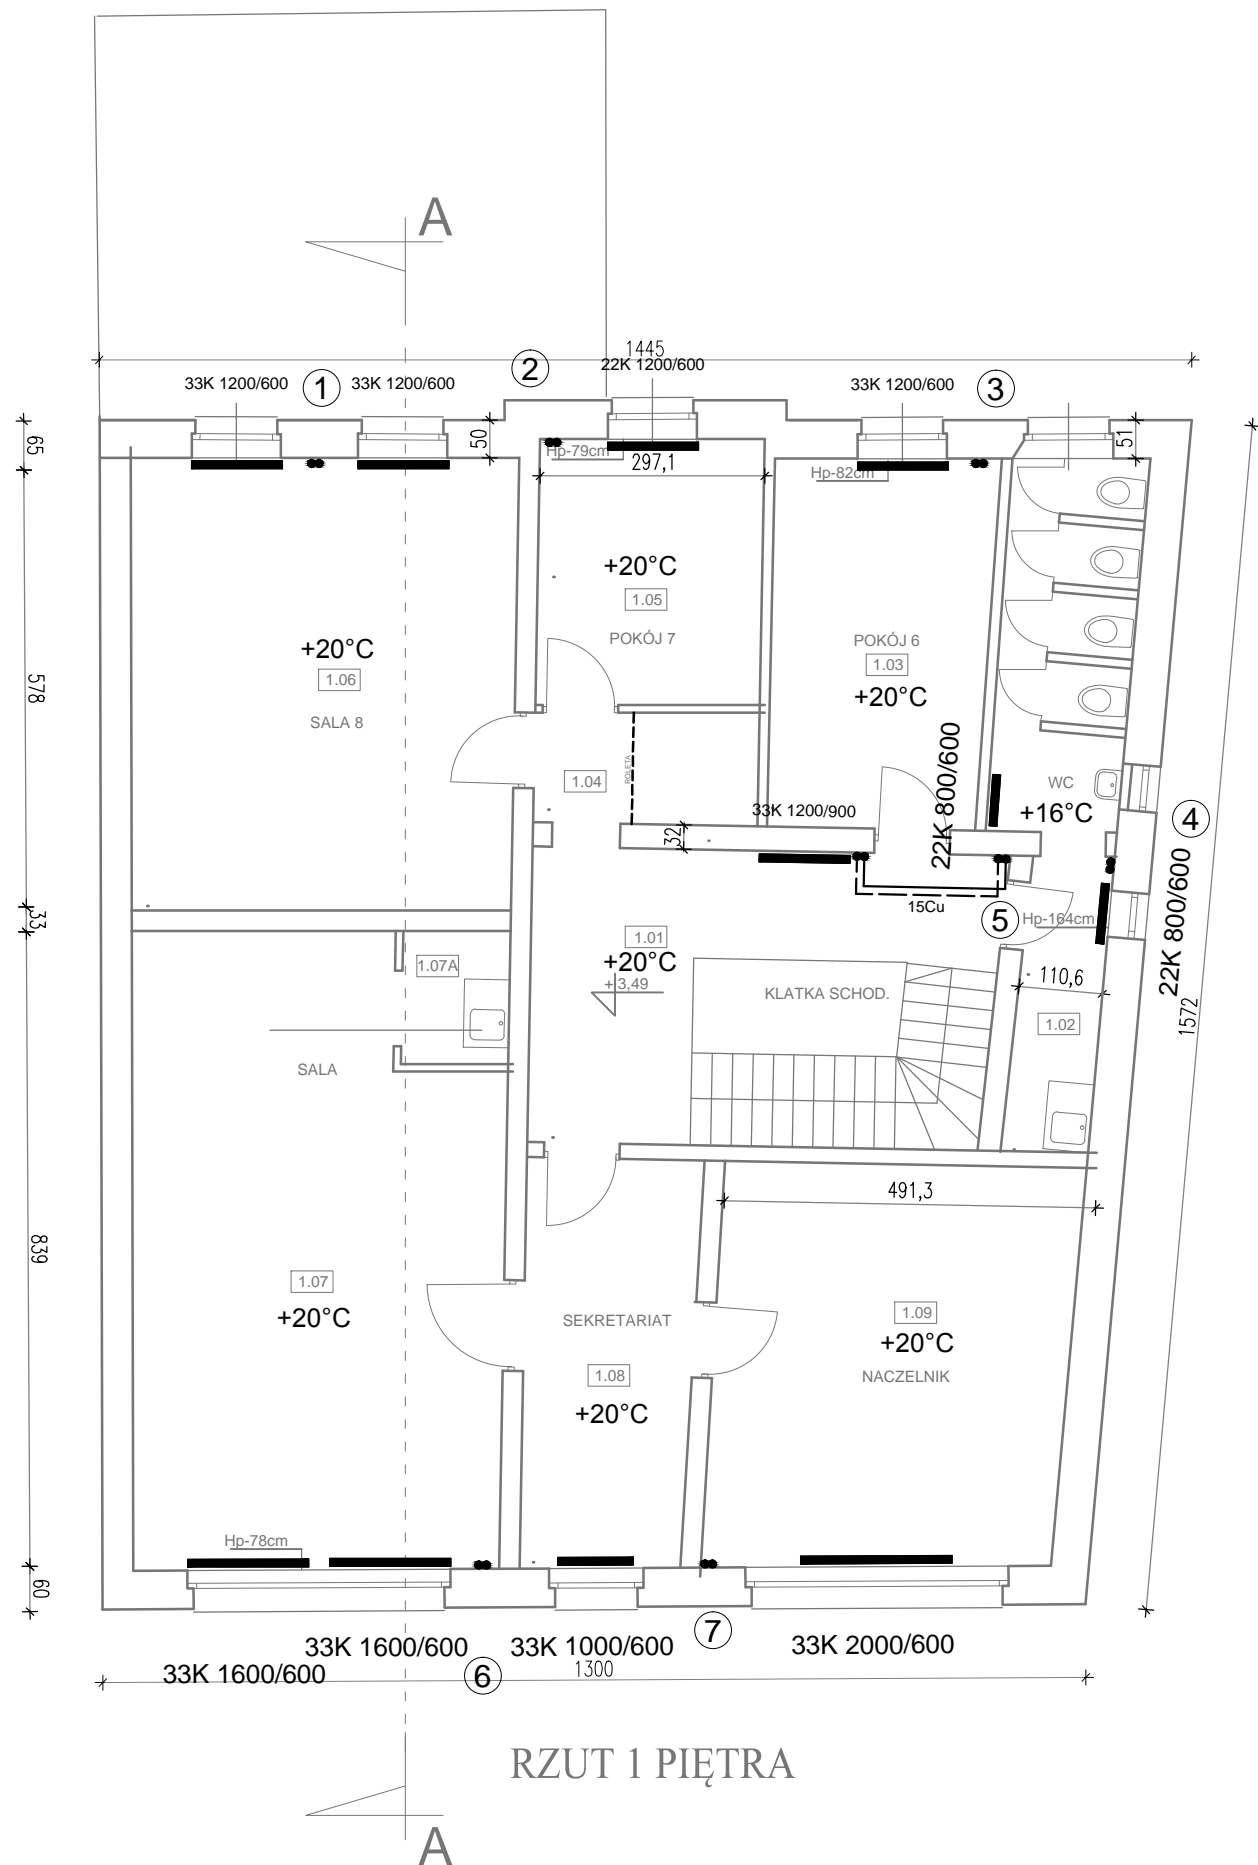 A
1445
2
22K 1200/600
33K 1200/600
1
33K 1200/600
33K 1200/600
3
65
50
51
Hp-79cm
297,1
Hp-82cm
+20°C
1.05
POKÓJ 7
POKÓJ 6
1.03
+20°C
+20°C
1.06
SALA 8
578
1.04
ROLETA
22K 800/600
WC
+16°C
33K 1200/900
32
4
22K 800/600
15Cu
5
Hp-164cm
33
1.01
+20°C
+ 3,49
1.07A
KLATKA SCHOD.
110,6
1.02
1572
SALA
491,3
839
1.07
+20°C
SEKRETARIAT
1.08
+20°C
1.09
+20°C
NACZELNIK
Hp-78cm
60
7
33K 1600/600
33K 1000/600
33K 2000/600
33K 1600/600
6
1300
RZUT 1 PIĘTRA
A